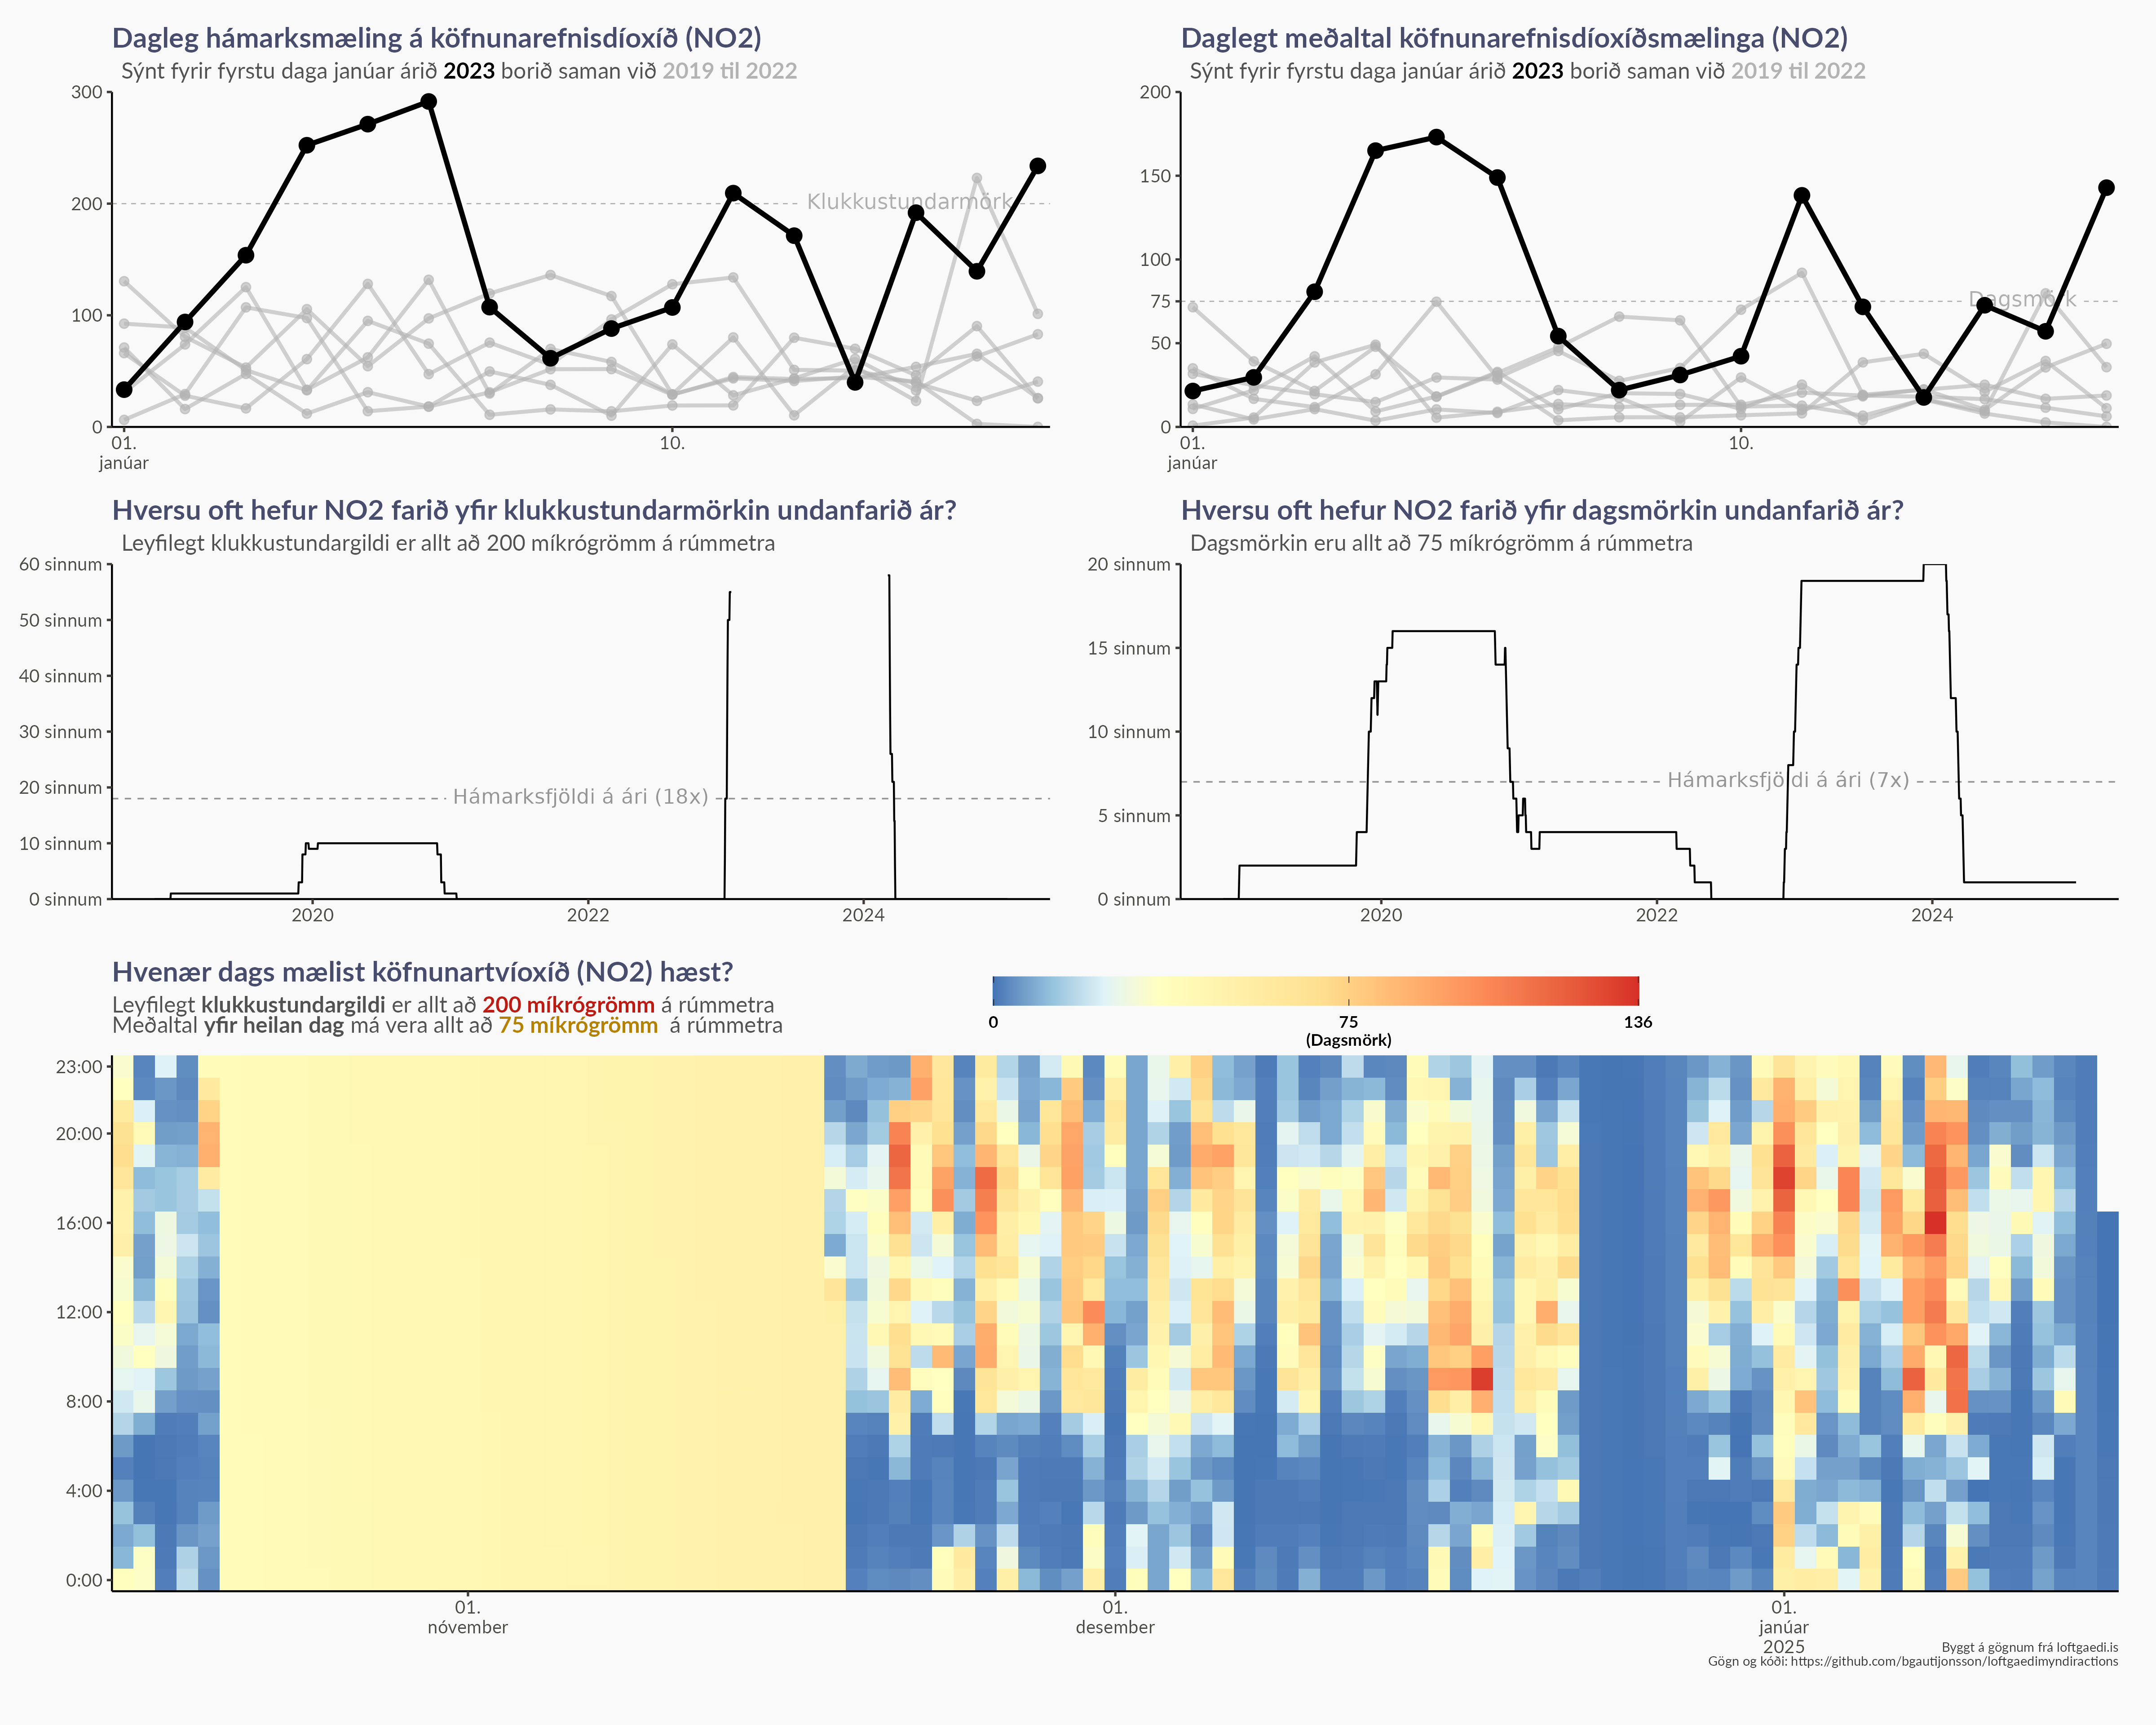 Dagleg hámarksmæling á köfnunarefnisdíoxíð (NO2)
Sýnt fyrir fyrstu daga janúar árið 2023 borið saman við 2019 til 2022
300
200
100
0
Klukkustundarmörk
01.
janúar
10.
Daglegt meðaltal köfnunarefnisdíoxíðsmælinga (NO2)
Sýnt fyrir fyrstu daga janúar árið 2023 borið saman við 2019 til 2022
200
150
100
75
50
0
Dagsmörk
01.
janúar
10.
Hversu oft hefur NO2 farið yfir klukkustundarmörkin undanfarið ár?
Leyfilegt klukkustundargildi er allt að 200 míkrógrömm á rúmmetra
60 sinnum
50 sinnum
40 sinnum
30 sinnum
20 sinnum
10 sinnum
0 sinnum
Hámarksfjöldi á ári (18x)
2020
2022
2024
Hversu oft hefur NO2 farið yfir dagsmörkin undanfarið ár?
Dagsmörkin eru allt að 75 míkrógrömm á rúmmetra
20 sinnum
15 sinnum
10 sinnum
5 sinnum
0 sinnum
Hámarksfjöldi á ári (7x)
2020
2022
2024
Hvenær dags mælist köfnunartvíoxíð (NO2) hæst?
Leyfilegt klukkustundargildi er allt að 200 míkrógrömm á rúmmetra
Meðaltal yfir heilan dag má vera allt að 75 míkrógrömm á rúmmetra
0
75
(Dagsmörk)
136
23:00
20:00
16:00
12:00
8:00
4:00
0:00
01.
nóvember
01.
desember
01.
janúar
2025
Byggt á gögnum frá loftgaedi.is
Gögn og kóði: https://github.com/bgautijonsson/loftgaedimyndiractions